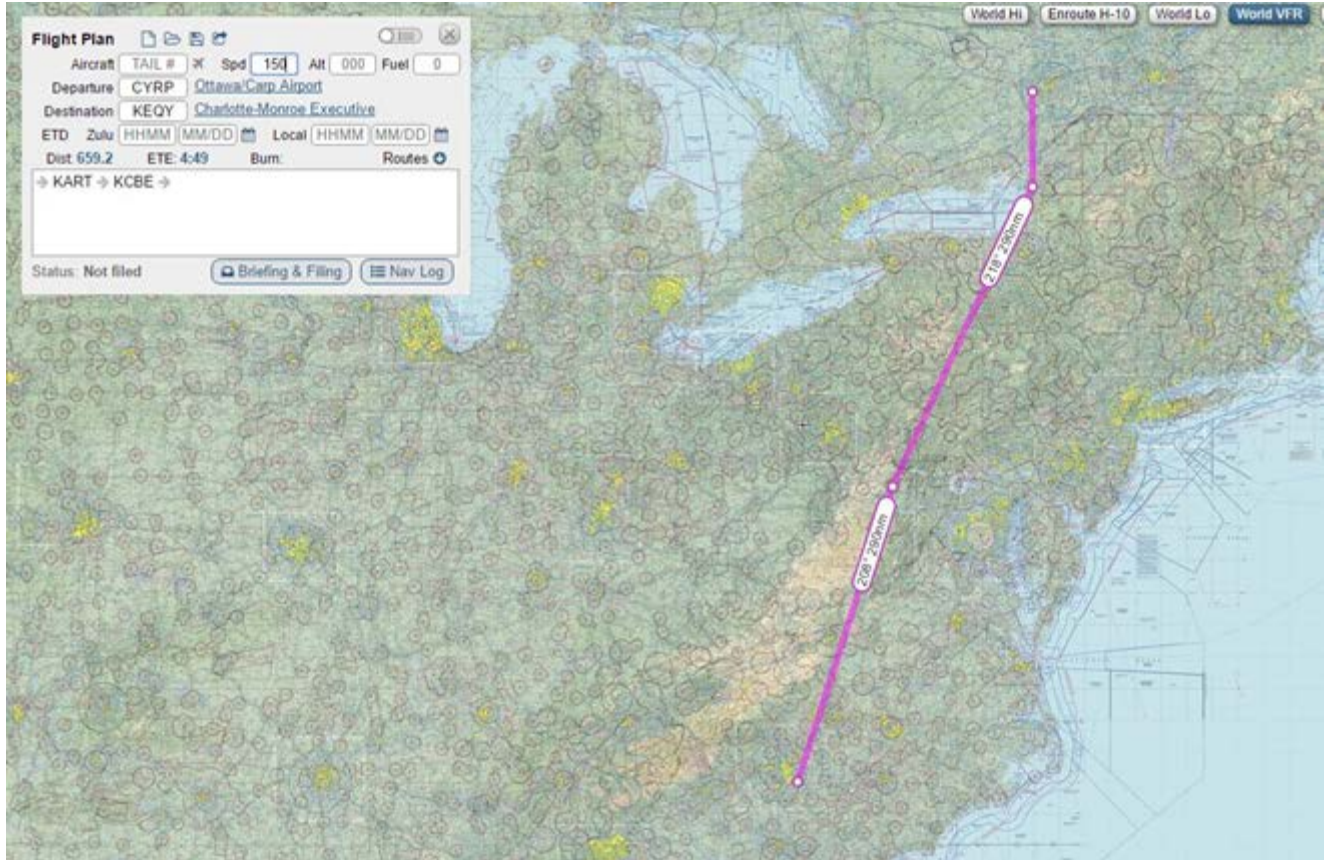 World Hi Enroute H-10 World Lo World VFR
Flight Plan
Aircraft TAIL # Spd 150 Alt 000 Fuel 0
Departure CYRP Ottawa/Carp Airport
Destination KEQY Charlotte-Monroe Executive
ETD Zulu HHMM MM/DD Local HHMM MM/DD
Dist 659.2 ETE: 4:49 Burn: Routes
KART KCBE
Status: Not filed Briefing & Filing Nav Log
218° 290nm
208° 290nm